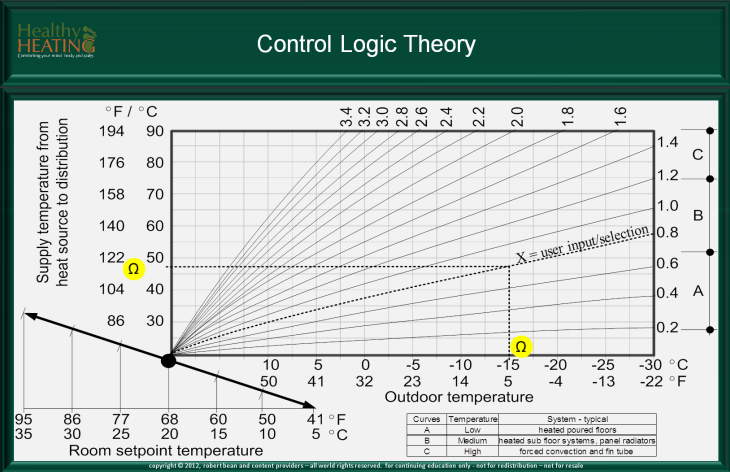 Healthy
HEATING
Comforting your mind, body and purse.
Control Logic Theory
°F / °C
3.4 3.2 3.0 2.8 2.6 2.4 2.2 2.0 1.8 1.6
Supply temperature from
heat source to distribution
194 90
176 80
158 70
140 60
122 50
104 40
86 30
Ω
1.4
1.2
1.0
0.8
0.6
0.4
0.2
C
B
A
X = user input/selection
Ω
10 5 0 -5 -10 -15 -20 -25 -30 °C
50 41 32 23 14 5 -4 -13 -22 °F
Outdoor temperature
95 86 77 68 60 50 41 °F
35 30 25 20 15 10 5 °C
Room setpoint temperature
Curves Temperature System - typical
A Low heated poured floors
B Medium heated sub floor systems, panel radiators
C High forced convection and fin tube
copyright © 2012, robert bean and content providers – all world rights reserved. for continuing education only - not for redistribution – not for resale